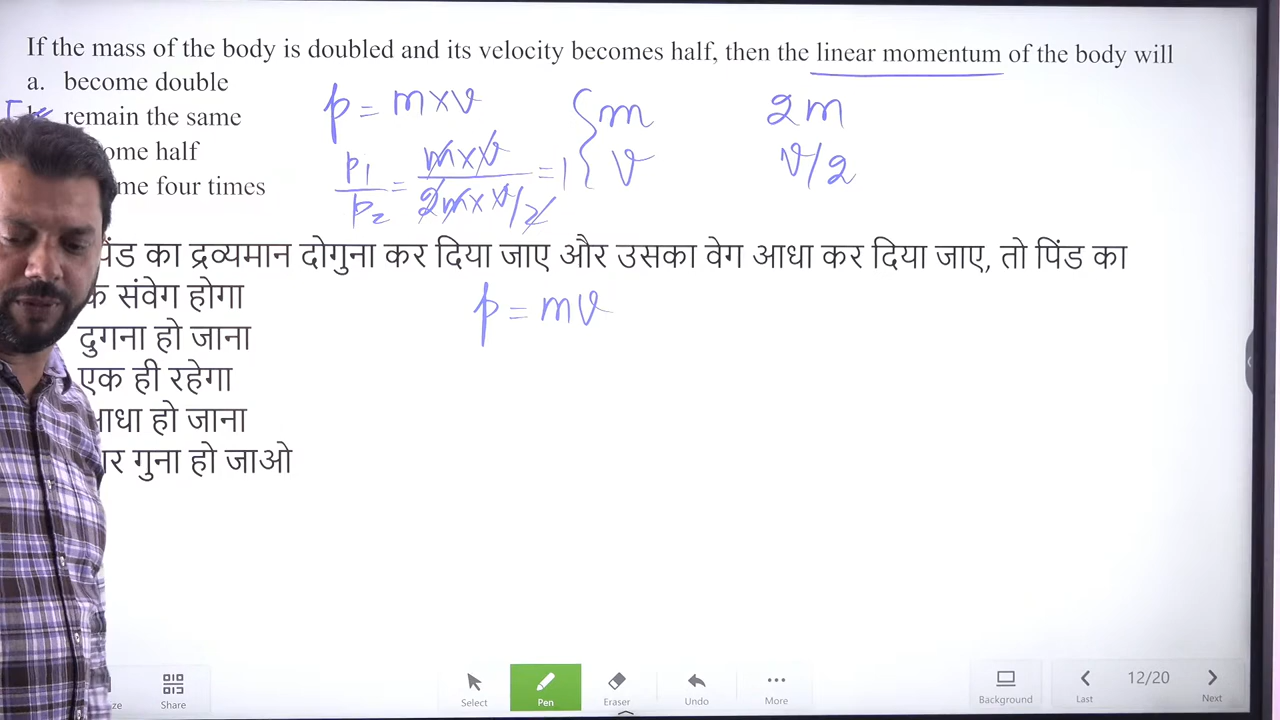 If the mass of the body is doubled and its velocity becomes half, then the linear momentum of the body will
a. become double
remain the same
ome half
me four times
p = m×v
p1/p2 = m×v/2m×v/2 = 1
{m
v
2m
v/2
पिंड का द्रव्यमान दोगुना कर दिया जाए और उसका वेग आधा कर दिया जाए, तो पिंड का
क संवेग होगा
दुगना हो जाना
एक ही रहेगा
आधा हो जाना
ार गुना हो जाओ
p = mv
ze
Share
Select
Pen
Eraser
Undo
More
Background
Last
12/20
Next